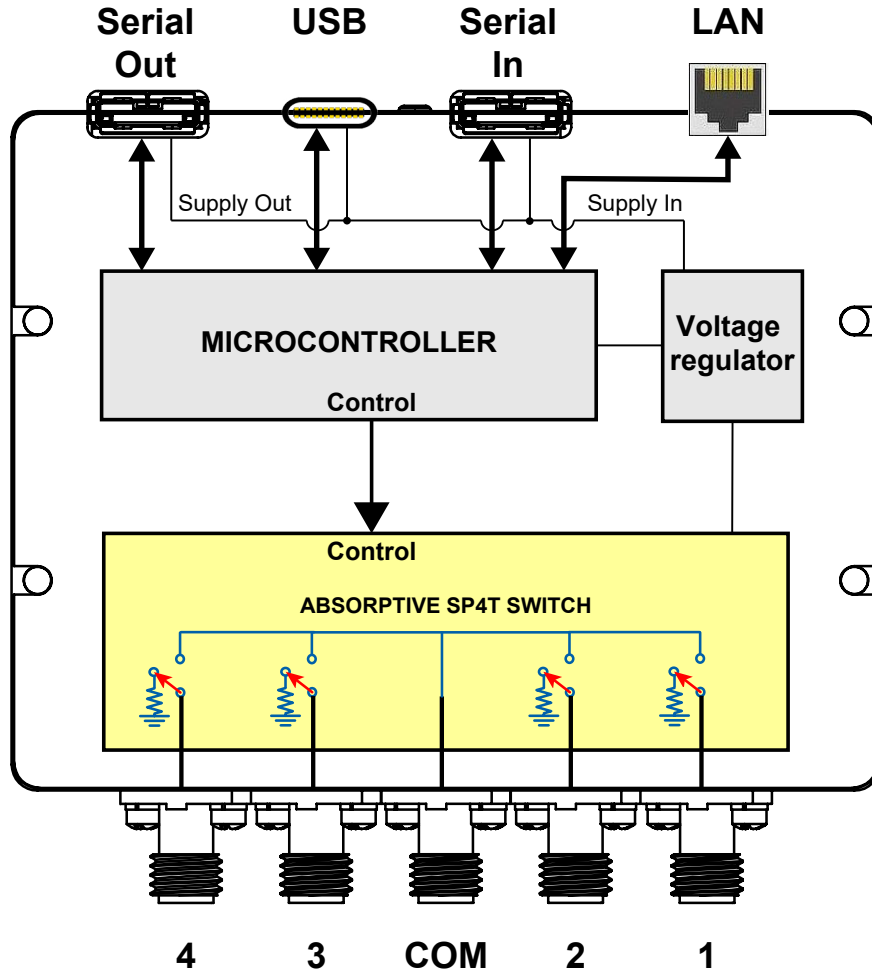 Serial Out
USB
Serial In
LAN
Supply Out
Supply In
MICROCONTROLLER
Control
Voltage
regulator
Control
ABSORPTIVE SP4T SWITCH
4 3 COM 2 1